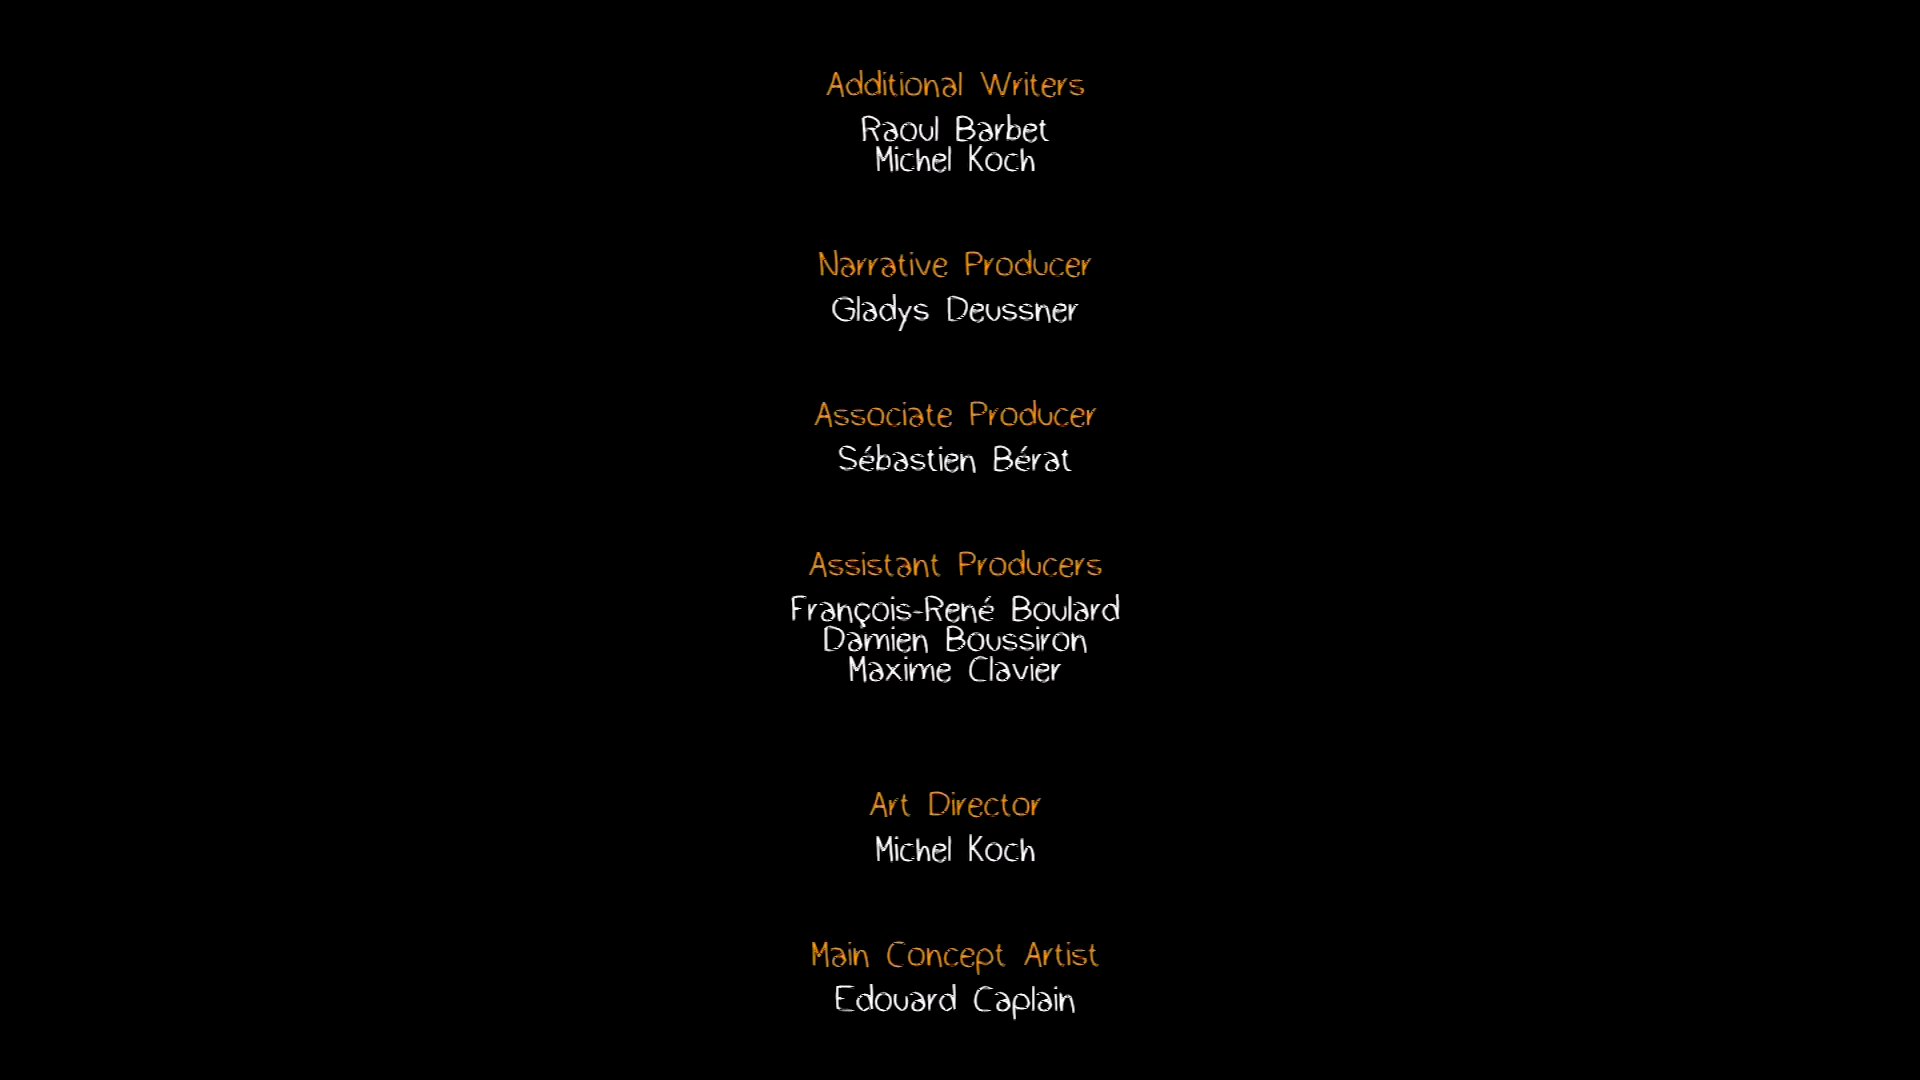 Additional Writers
Raoul Barbet
Michel Koch
Narrative Producer
Gladys Deussner
Associate Producer
Sébastien Bérat
Assistant Producers
François-René Boulard
Damien Boussiron
Maxime Clavier
Art Director
Michel Koch
Main Concept Artist
Edouard Caplain